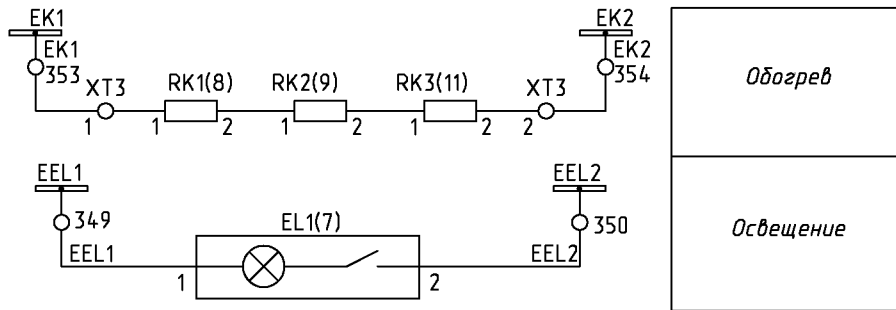 EK1
EK1
353
XT3
1
RK1(8)
1
2
RK2(9)
1
2
RK3(11)
1
2
XT3
2
EK2
EK2
354
Обогрев
EEL1
349
EEL1
EL1(7)
1
2
EEL2
350
EEL2
Освещение